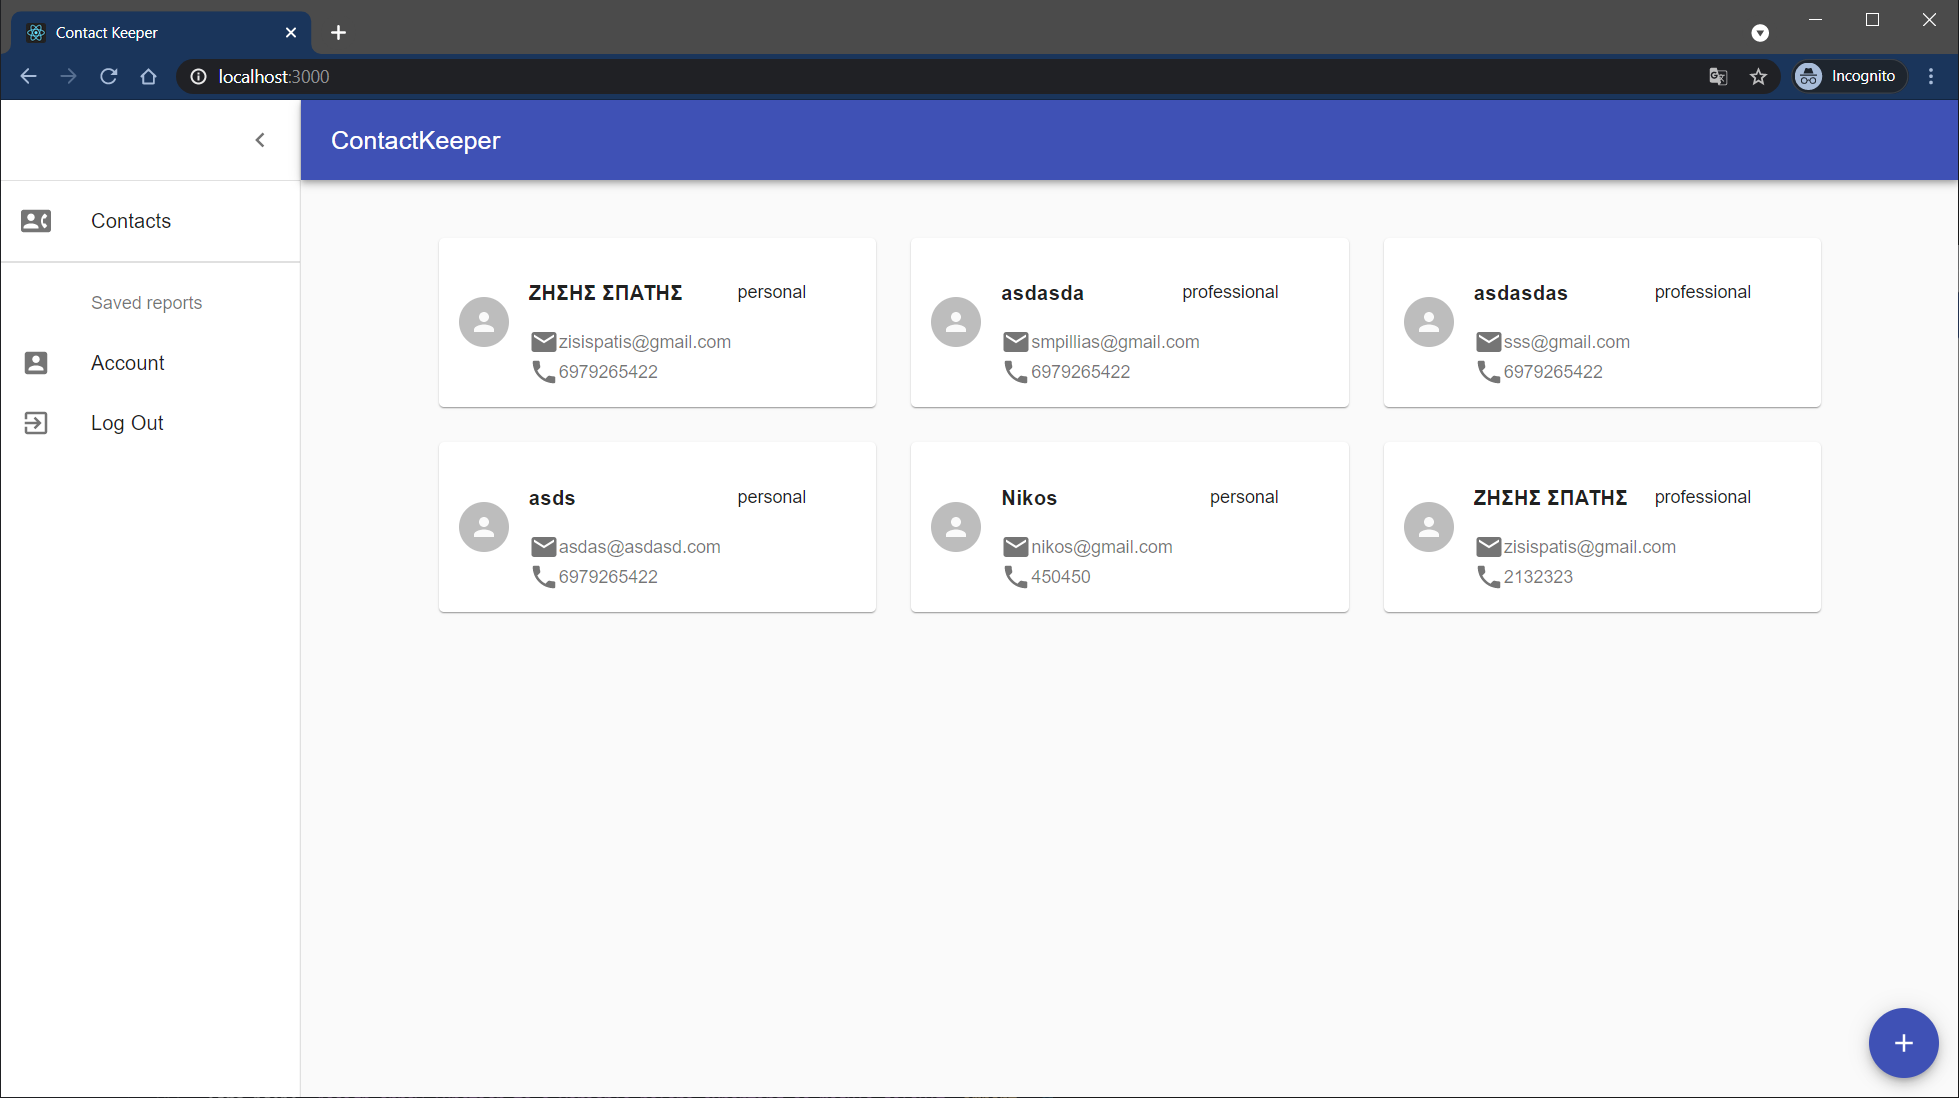 Contact Keeper
localhost:3000
Incognito
ContactKeeper
Contacts
Saved reports
Account
Log Out
ΖΗΣΗΣ ΣΠΑΤΗΣ personal
zisispatis@gmail.com
6979265422
asdasda professional
smpillias@gmail.com
6979265422
asdasdas professional
sss@gmail.com
6979265422
asds personal
asdas@asdasd.com
6979265422
Nikos personal
nikos@gmail.com
450450
ΖΗΣΗΣ ΣΠΑΤΗΣ professional
zisispatis@gmail.com
2132323